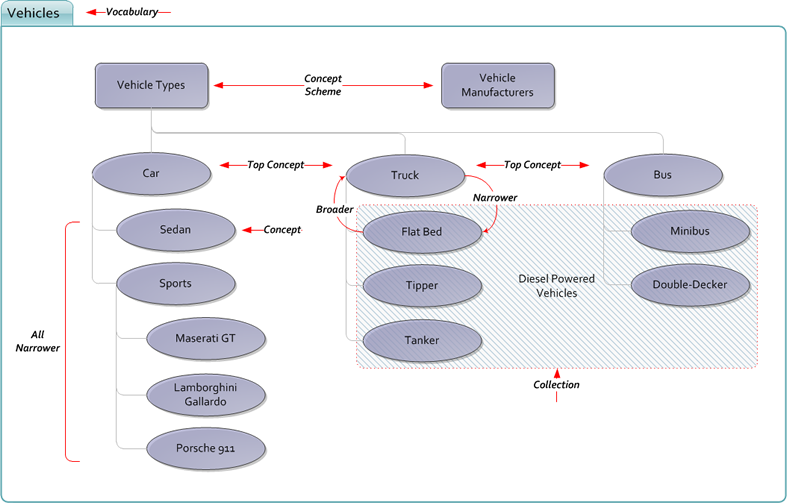 Vehicles
Vocabulary
Vehicle Types
Concept
Scheme
Vehicle
Manufacturers
Car
Top Concept
Truck
Top Concept
Bus
Broader
Narrower
Sedan
Concept
Flat Bed
Minibus
Sports
Tipper
Diesel Powered
Vehicles
Double-Decker
All
Narrower
Maserati GT
Tanker
Lamborghini
Gallardo
Collection
Porsche 911